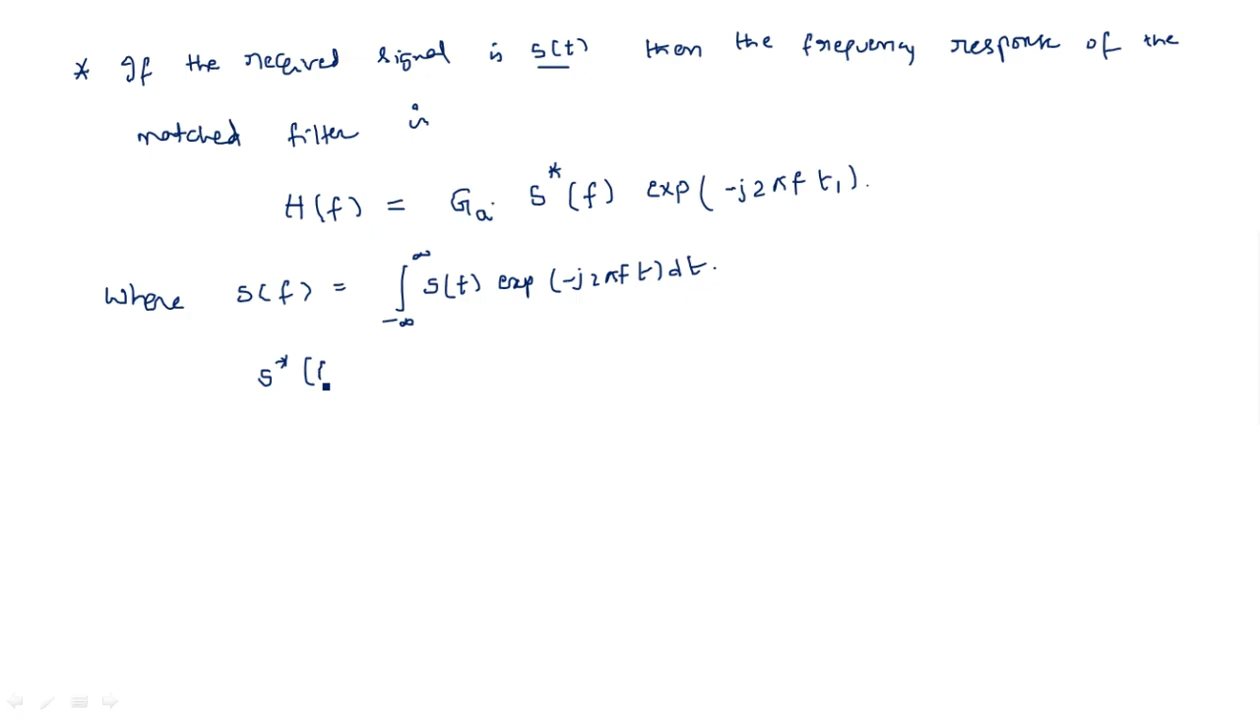 * If the received signal is s(t) then the frequency response of the
matched filter is
H(f) = Ga. S*(f) exp(-j2πf t₁).
Where S(f) = ∫_{-∞}^{∞} s(t) exp(-j2πft)dt.
S* (